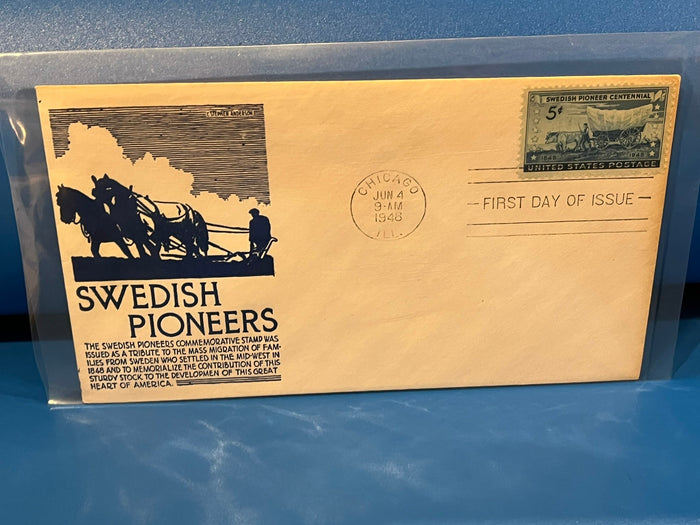 C. STEPHEN ANDERSON
SWEDISH
PIONEERS
THE SWEDISH PIONEERS COMMEMORATIVE STAMP WAS
ISSUED AS A TRIBUTE TO THE MASS MIGRATION OF FAM-
ILIES FROM SWEDEN WHO SETTLED IN THE MID-WEST IN
1848 AND TO MEMORIALIZE THE CONTRIBUTION OF THIS
STURDY STOCK TO THE DEVELOPMEN OF THIS GREAT
HEART OF AMERICA.
CHICAGO
JUN 4
9-AM
1948
ILL.
SWEDISH PIONEER CENTENNIAL
5¢
1848 1948
UNITED STATES POSTAGE
FIRST DAY OF ISSUE